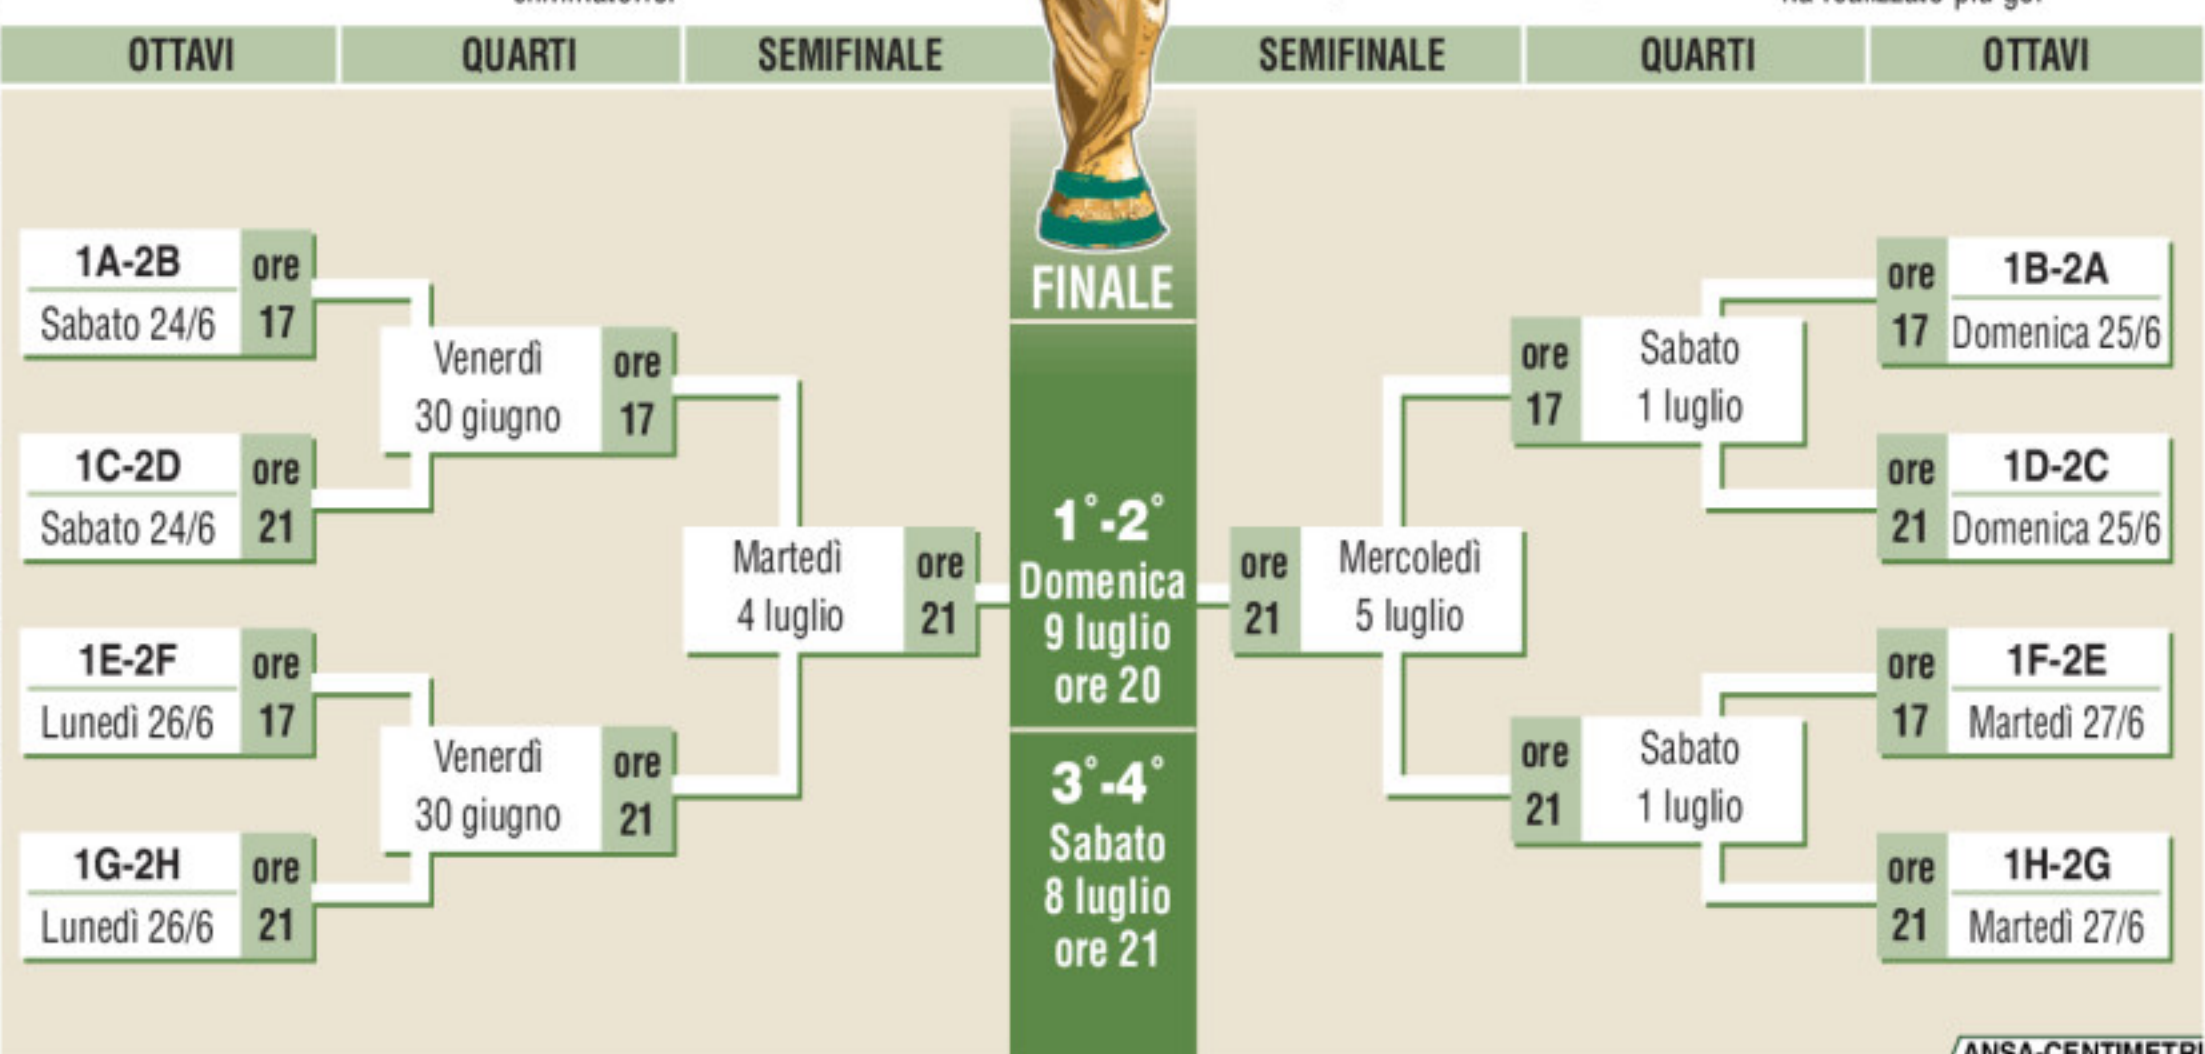 OTTAVI QUARTI SEMIFINALE SEMIFINALE QUARTI OTTAVI
1A-2B
Sabato 24/6
ore
17
1C-2D
Sabato 24/6
ore
21
1E-2F
Lunedì 26/6
ore
17
1G-2H
Lunedì 26/6
ore
21
Venerdì
30 giugno
ore
17
Venerdì
30 giugno
ore
21
Martedì
4 luglio
ore
21
FINALE
1°-2°
Domenica
9 luglio
ore 20
3°-4°
Sabato
8 luglio
ore 21
ore
21
Mercoledì
5 luglio
ore
17
Sabato
1 luglio
ore
21
Sabato
1 luglio
ore
17
1B-2A
Domenica 25/6
ore
21
1D-2C
Domenica 25/6
ore
17
1F-2E
Martedì 27/6
ore
21
1H-2G
Martedì 27/6
ANSA-CENTIMETRI